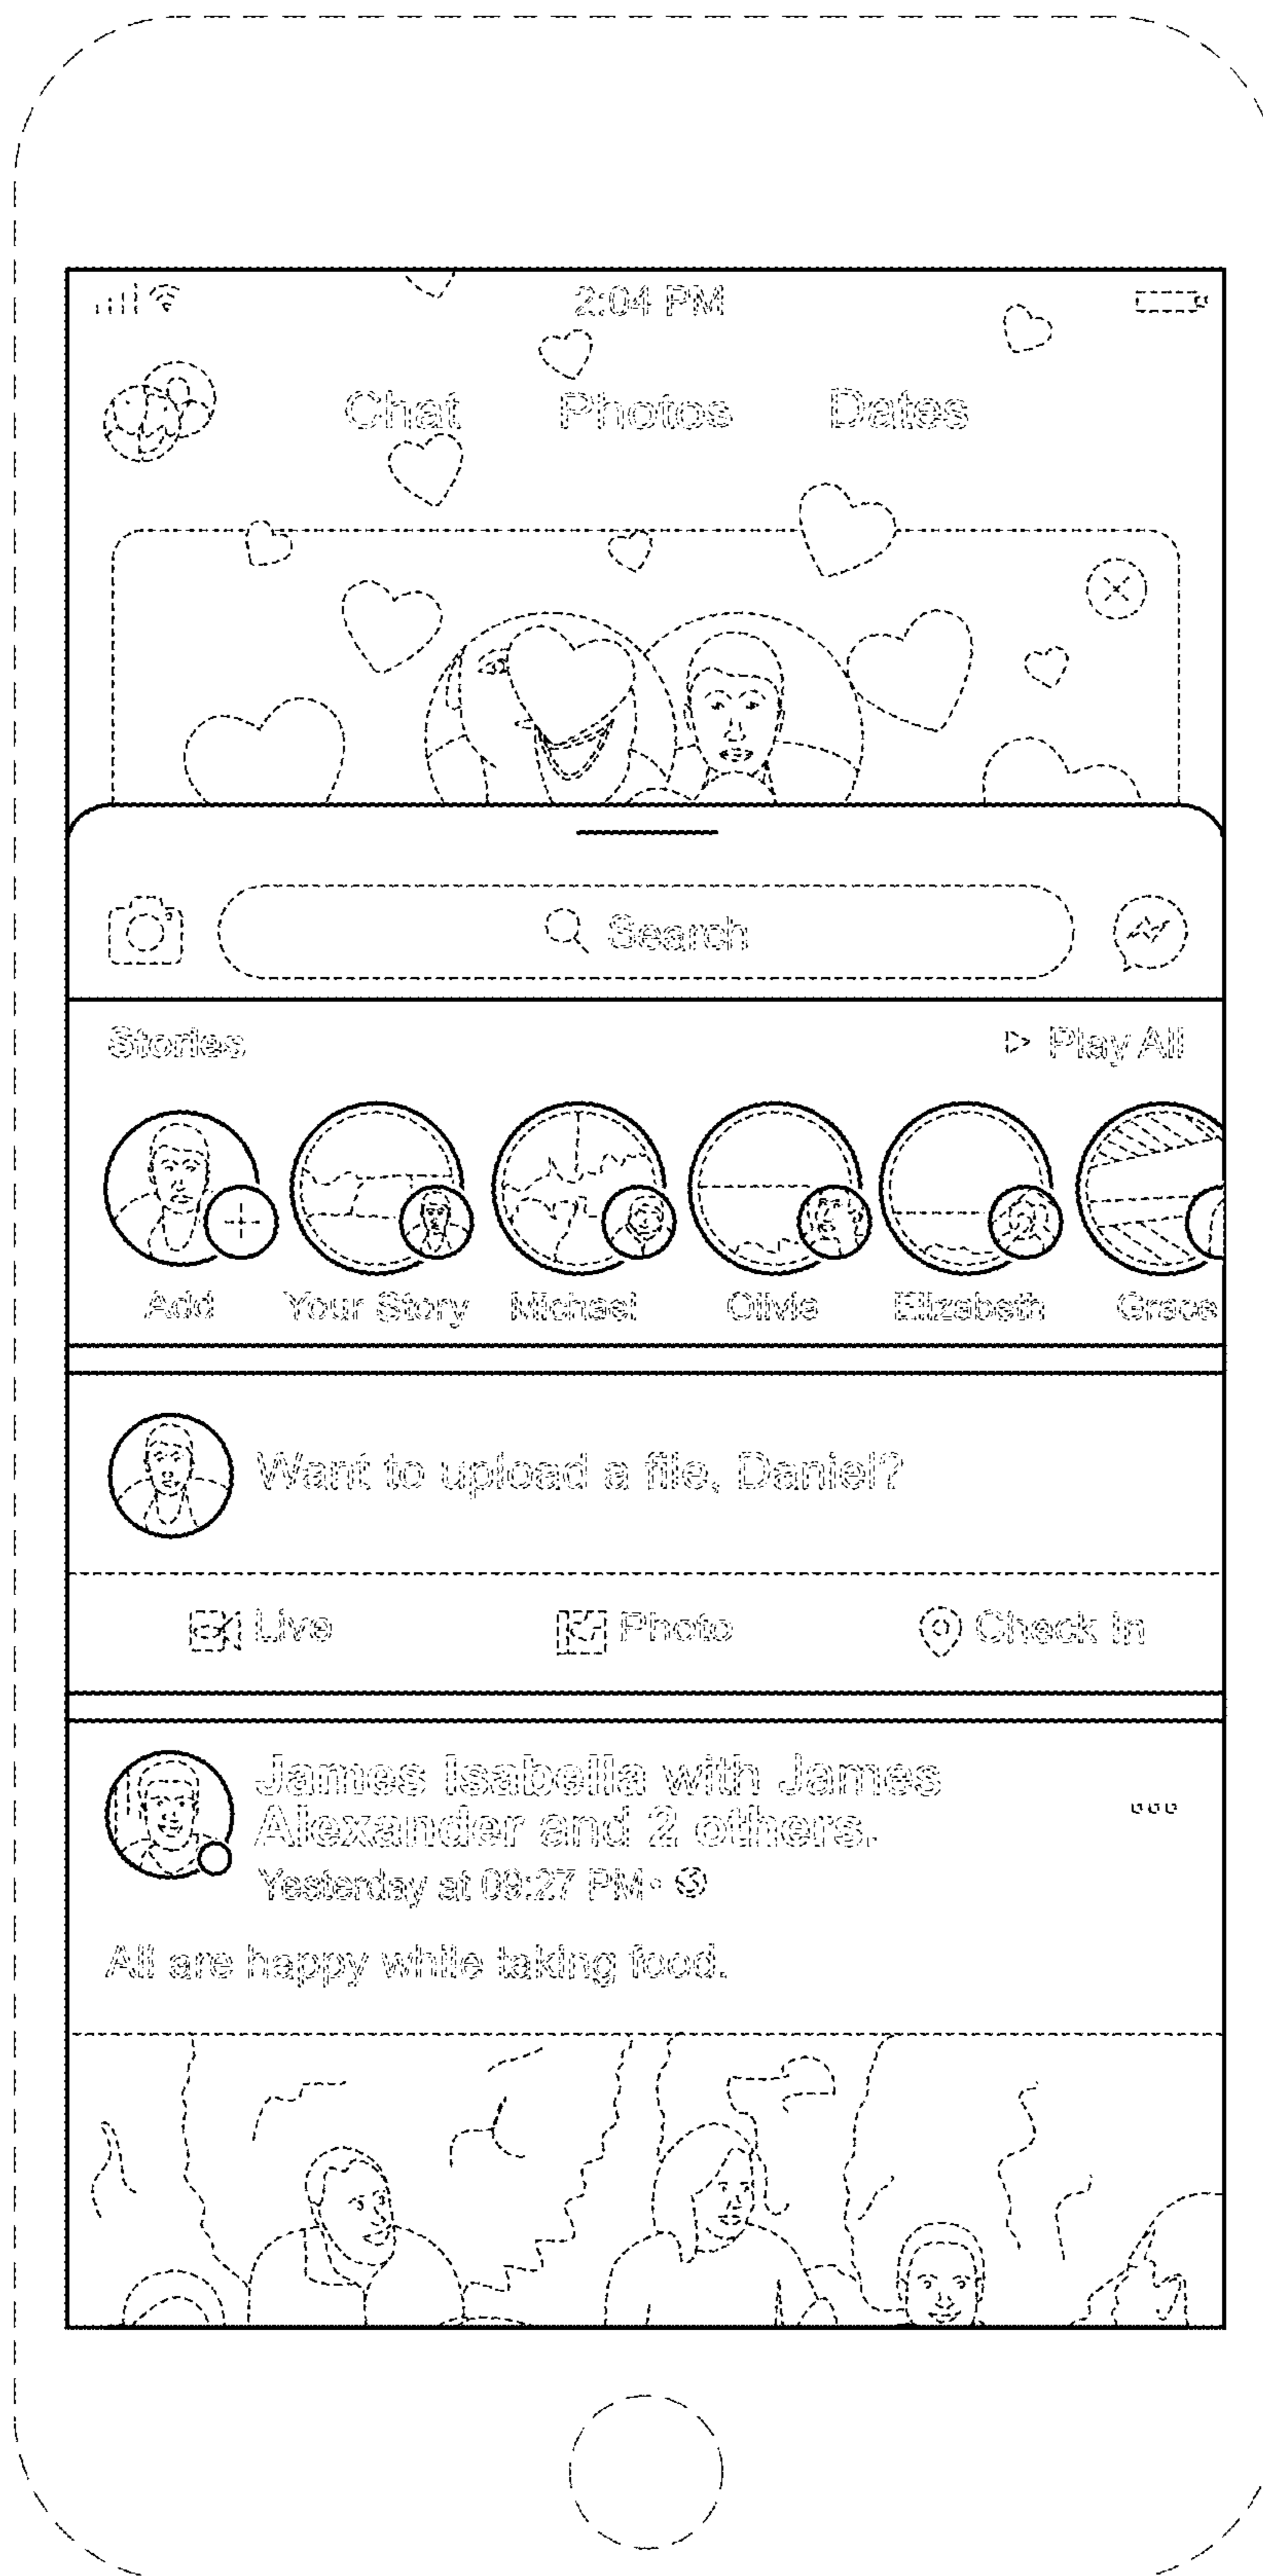 2:04 PM
Chat Photos Dates
Search
Stories Play All
Add Your Story Michael Olivia Elizabeth Grace
Want to upload a file, Daniel?
Live Photo Check In
James Isabella with James
Alexander and 2 others.
Yesterday at 09:27 PM ·
All are happy while taking food.